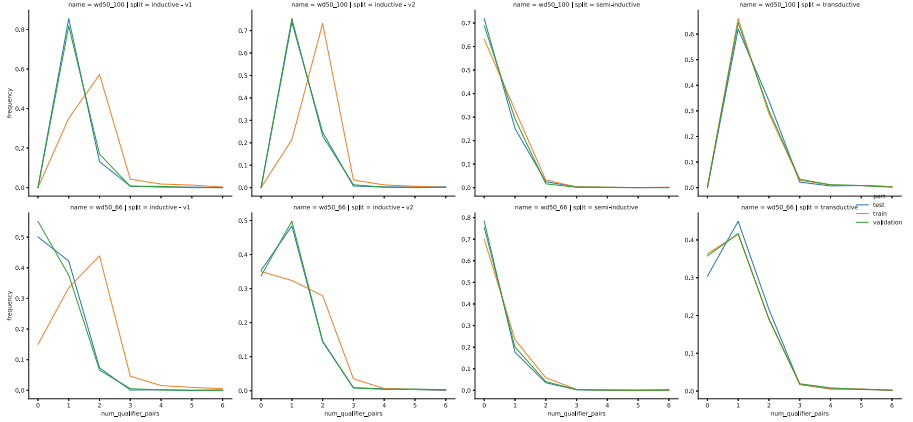 name = wd50_100 | split = inductive - v1
name = wd50_100 | split = inductive - v2
name = wd50_100 | split = semi-inductive
name = wd50_100 | split = transductive
frequency
0.8
0.6
0.4
0.2
0.0
0.7
0.6
0.5
0.4
0.3
0.2
0.1
0.0
0.7
0.6
0.5
0.4
0.3
0.2
0.1
0.0
0.6
0.5
0.4
0.3
0.2
0.1
0.0
name = wd50_66 | split = inductive - v1
name = wd50_66 | split = inductive - v2
name = wd50_66 | split = semi-inductive
name = wd50_66 | split = transductive
part
test
train
validation
frequency
0.5
0.4
0.3
0.2
0.1
0.0
0.5
0.4
0.3
0.2
0.1
0.0
0.8
0.7
0.6
0.5
0.4
0.3
0.2
0.1
0.0
0.4
0.3
0.2
0.1
0.0
0 1 2 3 4 5 6
0 1 2 3 4 5 6
0 1 2 3 4 5 6
0 1 2 3 4 5 6
num_qualifier_pairs
num_qualifier_pairs
num_qualifier_pairs
num_qualifier_pairs